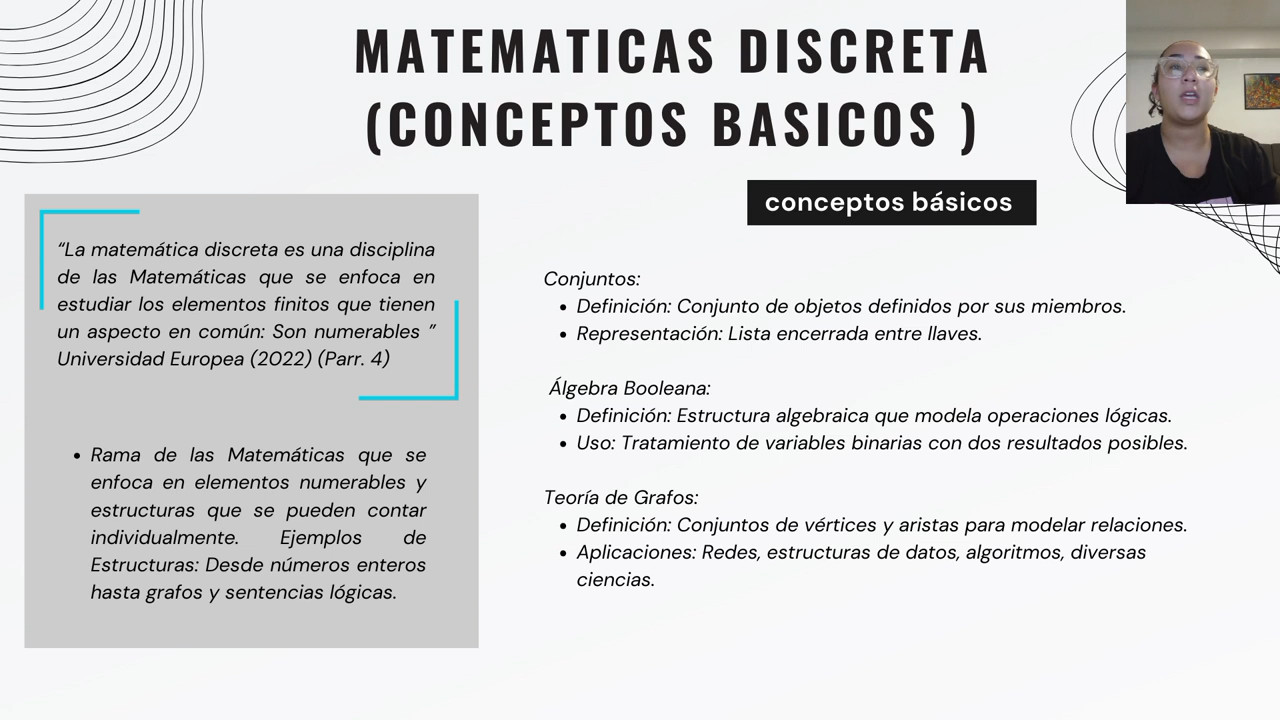 MATEMATICAS DISCRETA
(CONCEPTOS BASICOS )
“La matemática discreta es una disciplina
de las Matemáticas que se enfoca en
estudiar los elementos finitos que tienen
un aspecto en común: Son numerables ”
Universidad Europea (2022) (Parr. 4)
• Rama de las Matemáticas que se
enfoca en elementos numerables y
estructuras que se pueden contar
individualmente. Ejemplos de
Estructuras: Desde números enteros
hasta grafos y sentencias lógicas.
conceptos básicos
Conjuntos:
• Definición: Conjunto de objetos definidos por sus miembros.
• Representación: Lista encerrada entre llaves.
Álgebra Booleana:
• Definición: Estructura algebraica que modela operaciones lógicas.
• Uso: Tratamiento de variables binarias con dos resultados posibles.
Teoría de Grafos:
• Definición: Conjuntos de vértices y aristas para modelar relaciones.
• Aplicaciones: Redes, estructuras de datos, algoritmos, diversas
ciencias.